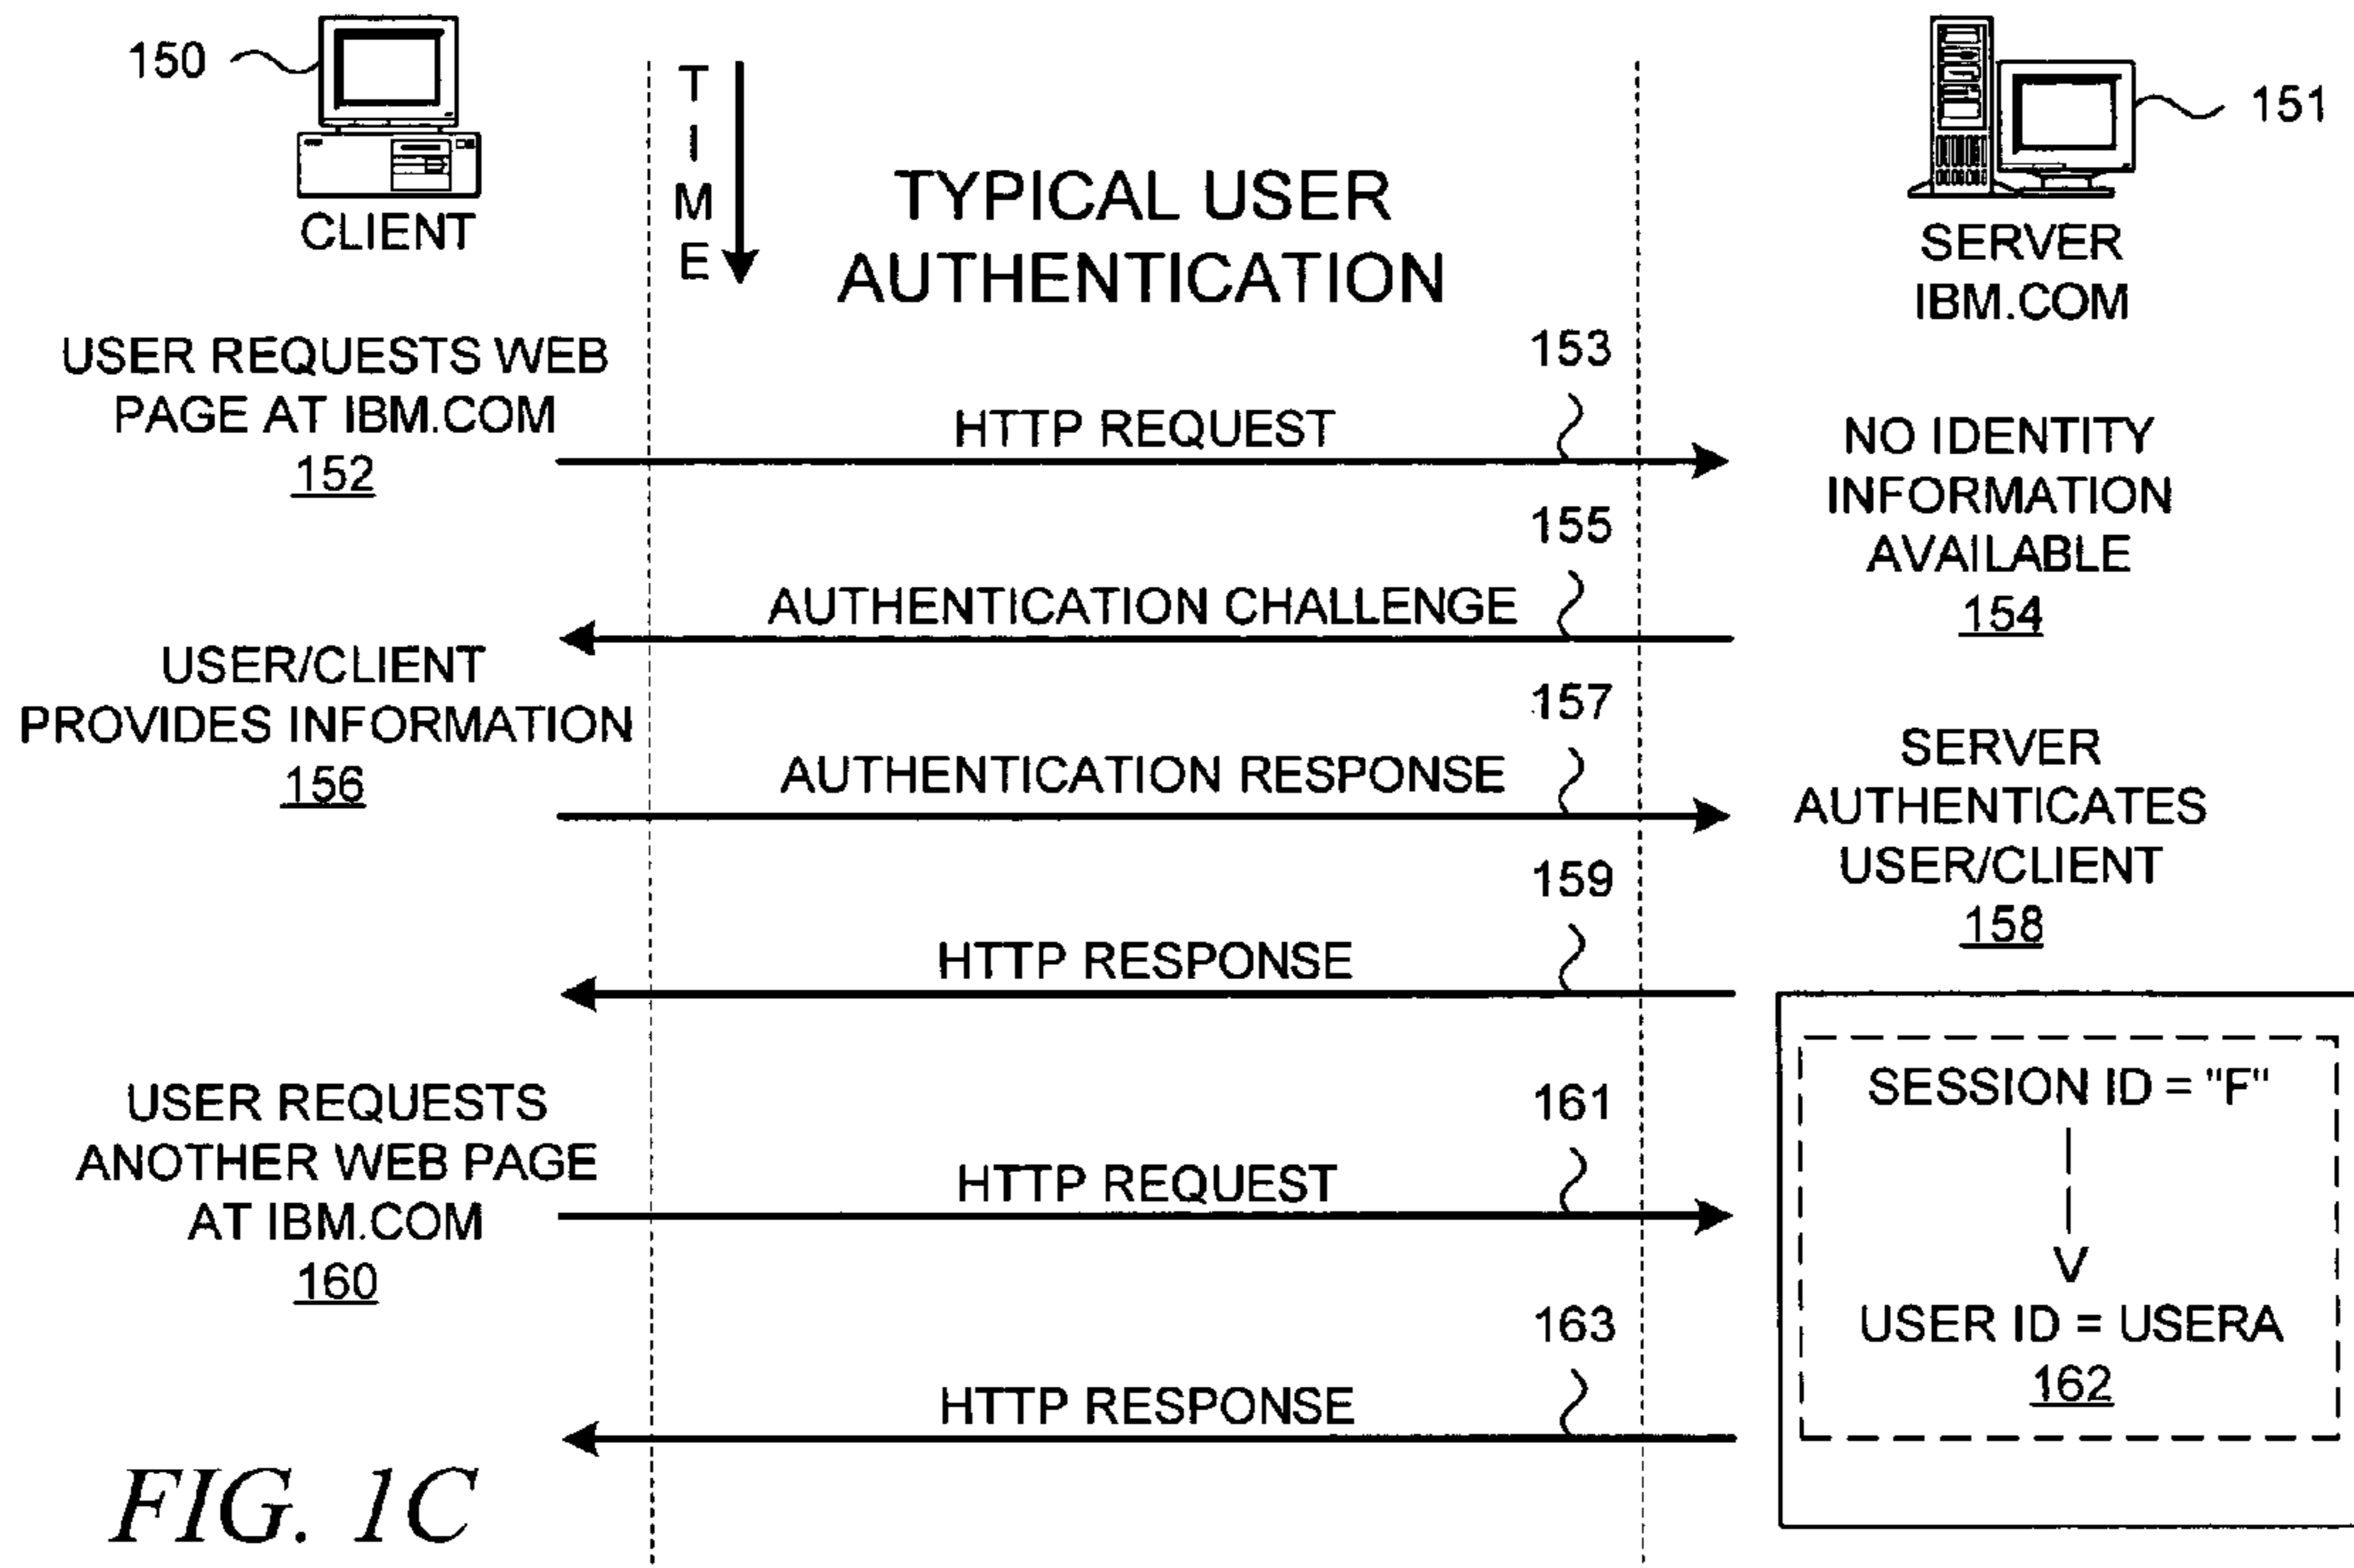 150
CLIENT
TIME
TYPICAL USER
AUTHENTICATION
151
SERVER
IBM.COM
USER REQUESTS WEB
PAGE AT IBM.COM
152
153
HTTP REQUEST
NO IDENTITY
INFORMATION
AVAILABLE
154
155
AUTHENTICATION CHALLENGE
USER/CLIENT
PROVIDES INFORMATION
156
157
AUTHENTICATION RESPONSE
SERVER
AUTHENTICATES
USER/CLIENT
158
159
HTTP RESPONSE
USER REQUESTS
ANOTHER WEB PAGE
AT IBM.COM
160
161
HTTP REQUEST
SESSION ID = "F"
V
USER ID = USERA
162
163
HTTP RESPONSE
FIG. 1C